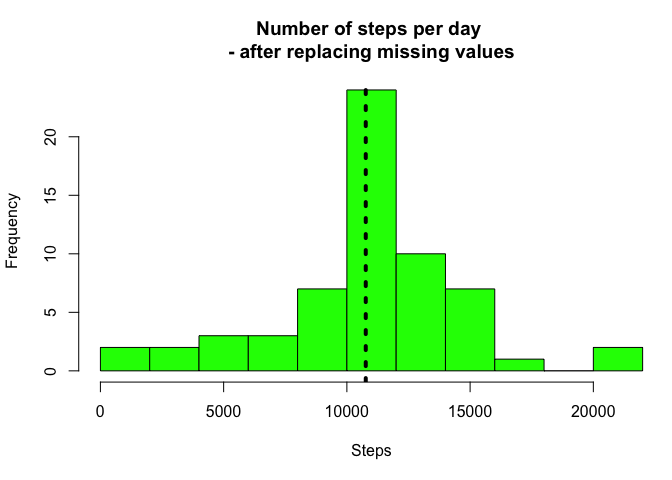 Number of steps per day
- after replacing missing values
Frequency
20
15
10
5
0
0 5000 10000 15000 20000
Steps